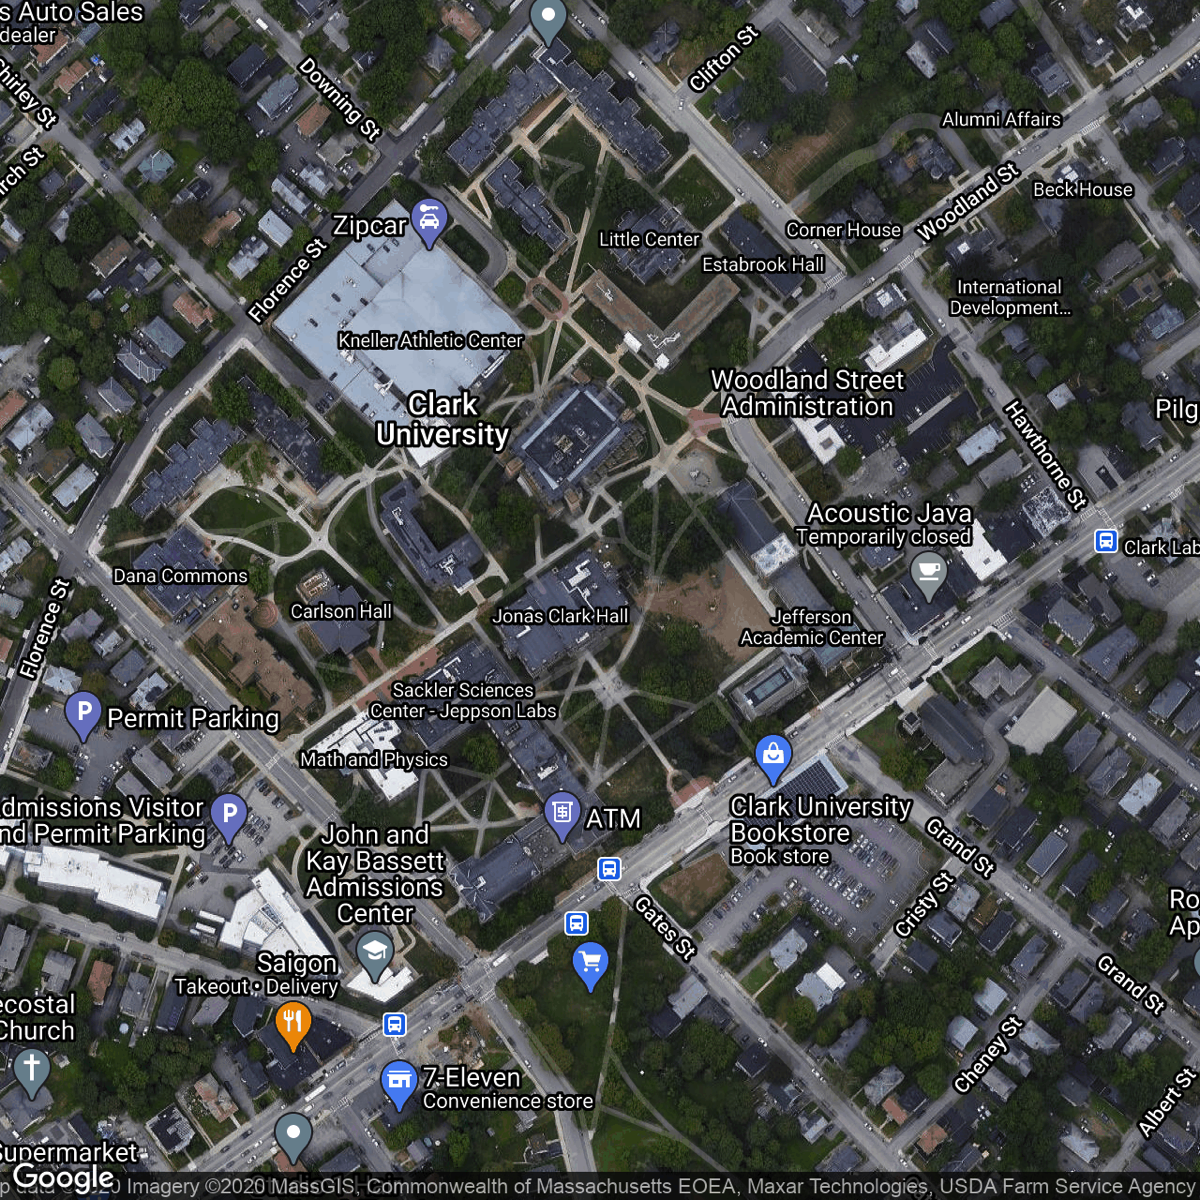 s Auto Sales
dealer
Shirley St
Downing St
Clifton St
Alumni Affairs
Woodland St
Beck House
Zipcar
Little Center
Corner House
Estabrook Hall
Florence St
International
Development...
Kneller Athletic Center
Woodland Street
Administration
Clark
University
Pilg
Hawthorne St
Acoustic Java
Temporarily closed
Clark Lab
Dana Commons
Carlson Hall
Jonas Clark Hall
Jefferson
Academic Center
Florence St
Sackler Sciences
Center - Jeppson Labs
P
Permit Parking
Math and Physics
Admissions Visitor
nd Permit Parking
P
ATM
Clark University
Bookstore
Book store
John and
Kay Bassett
Admissions
Center
Grand St
Cristy St
Gates St
Ro
Ap
Saigon
Takeout • Delivery
Grand St
ecostal
Church
Cheney St
7-Eleven
Convenience store
Albert St
Supermarket
Google
p data ©2020 Imagery ©2020 MassGIS, Commonwealth of Massachusetts EOEA, Maxar Technologies, USDA Farm Service Agency